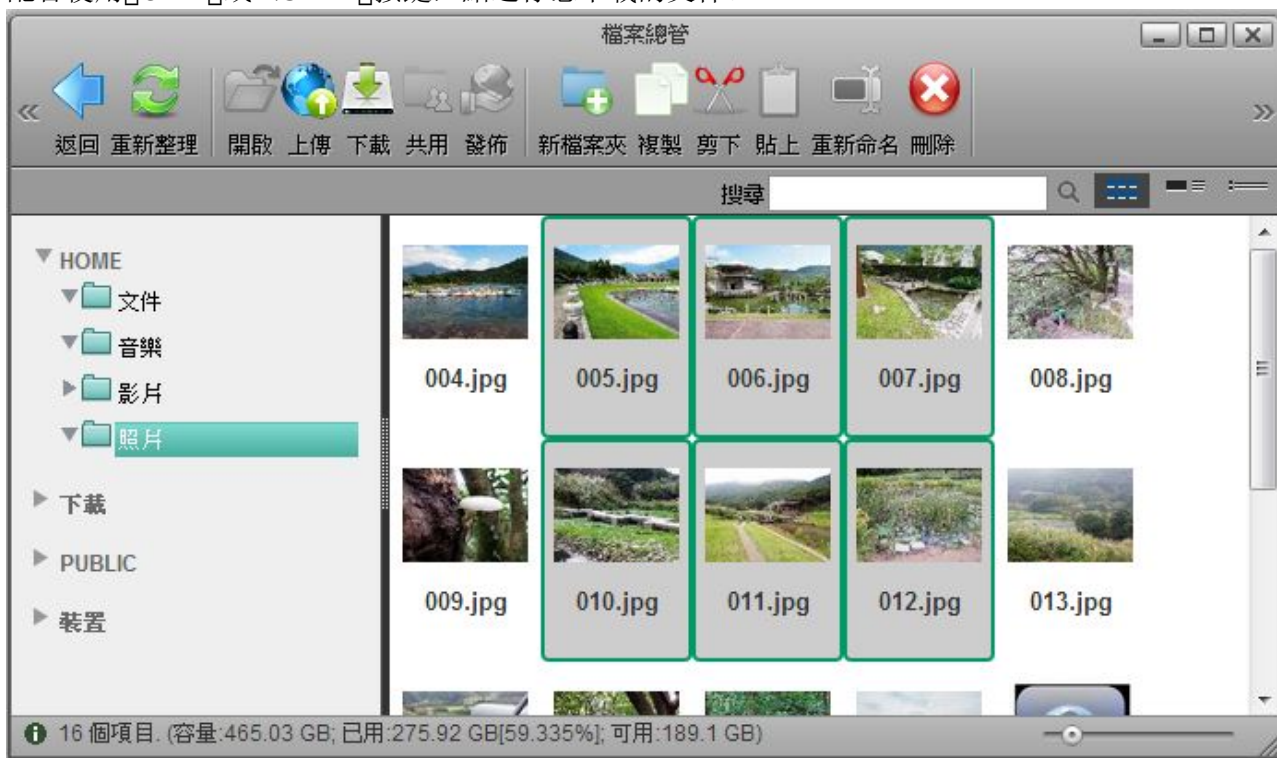 檔案總管
返回 重新整理 開啟 上傳 下載 共用 發佈 新檔案夾 複製 剪下 貼上 重新命名 刪除
搜尋
HOME
文件
音樂
影片
照片
下載
PUBLIC
裝置
004.jpg 005.jpg 006.jpg 007.jpg 008.jpg
009.jpg 010.jpg 011.jpg 012.jpg 013.jpg
16 個項目. (容量:465.03 GB; 已用:275.92 GB[59.335%]; 可用:189.1 GB)